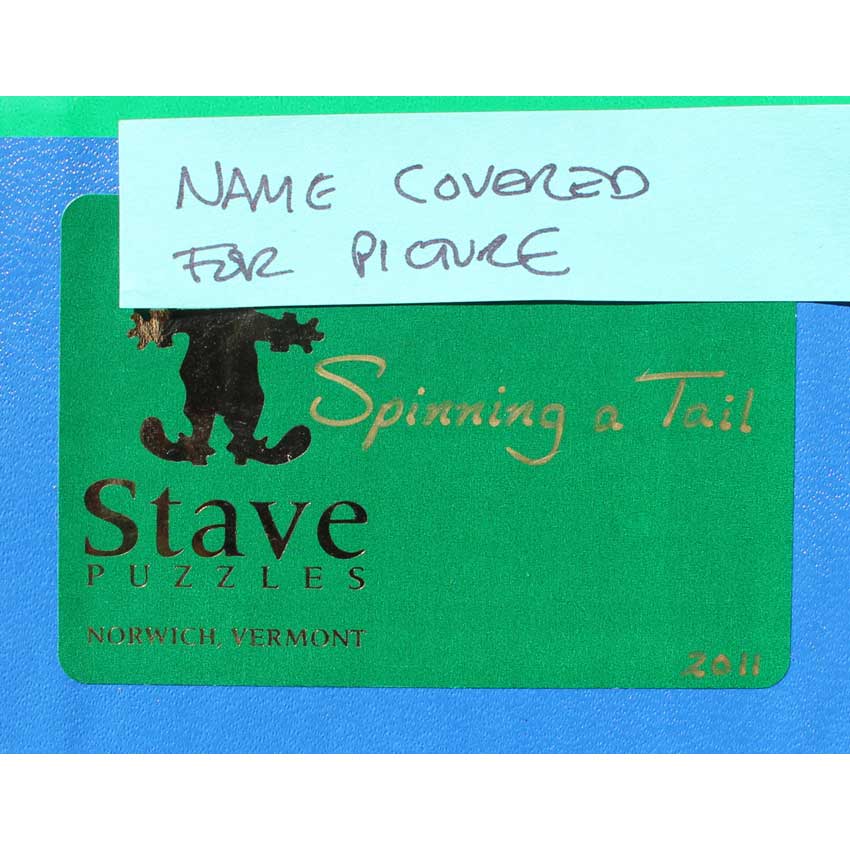 NAME COVERED
FOR PICTURE
Spinning a Tail
Stave
PUZZLES
NORWICH, VERMONT
2011